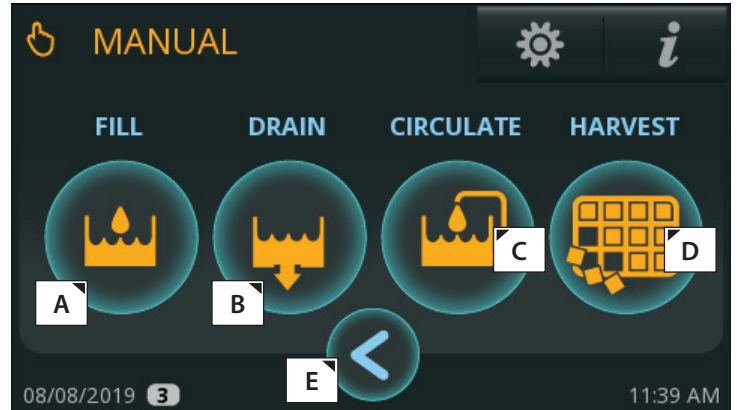 MANUAL i
FILL DRAIN CIRCULATE HARVEST
A B C D
E
08/08/2019 3 11:39 AM